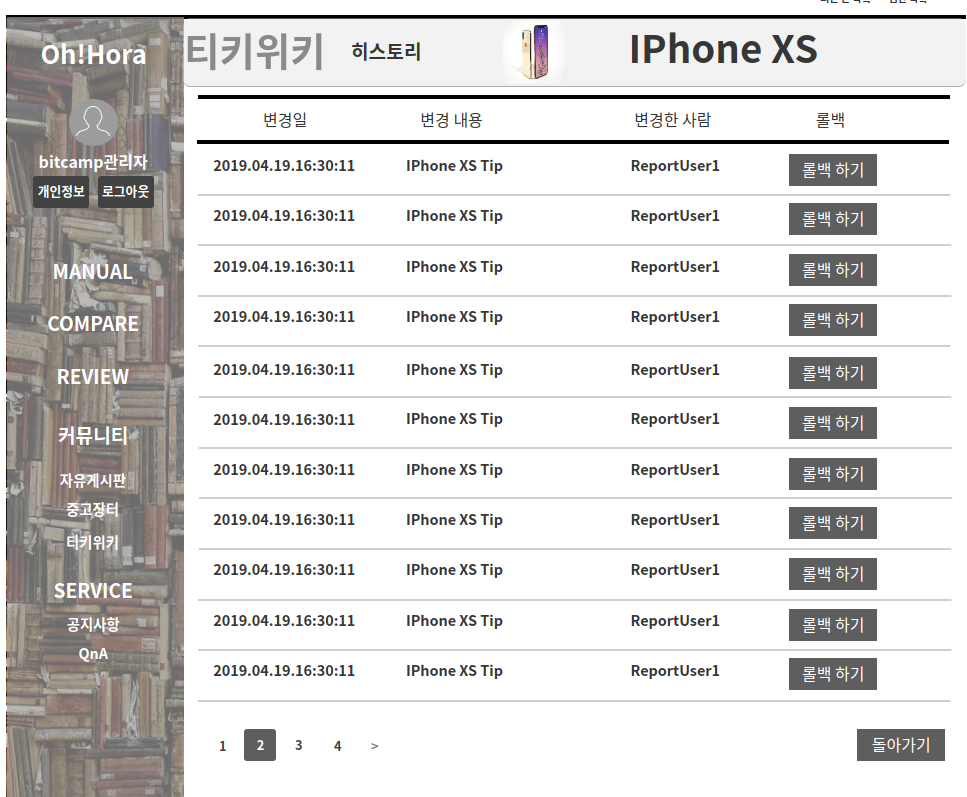 Oh!Hora
bitcamp관리자
개인정보 로그아웃
MANUAL
COMPARE
REVIEW
커뮤니티
자유게시판
중고장터
티키위키
SERVICE
공지사항
QnA
티키위키 히스토리 IPhone XS
변경일 변경 내용 변경한 사람 롤백
2019.04.19.16:30:11 IPhone XS Tip ReportUser1 롤백 하기
2019.04.19.16:30:11 IPhone XS Tip ReportUser1 롤백 하기
2019.04.19.16:30:11 IPhone XS Tip ReportUser1 롤백 하기
2019.04.19.16:30:11 IPhone XS Tip ReportUser1 롤백 하기
2019.04.19.16:30:11 IPhone XS Tip ReportUser1 롤백 하기
2019.04.19.16:30:11 IPhone XS Tip ReportUser1 롤백 하기
2019.04.19.16:30:11 IPhone XS Tip ReportUser1 롤백 하기
2019.04.19.16:30:11 IPhone XS Tip ReportUser1 롤백 하기
2019.04.19.16:30:11 IPhone XS Tip ReportUser1 롤백 하기
2019.04.19.16:30:11 IPhone XS Tip ReportUser1 롤백 하기
2019.04.19.16:30:11 IPhone XS Tip ReportUser1 롤백 하기
1 2 3 4 > 돌아가기